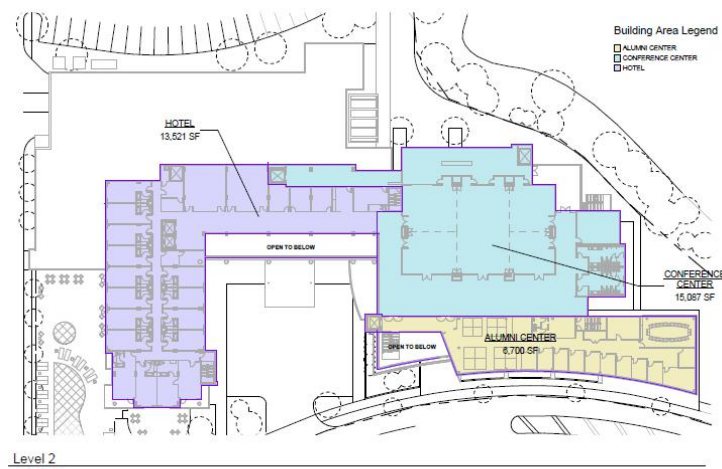 Building Area Legend
ALUMNI CENTER
CONFERENCE CENTER
HOTEL
HOTEL
13,521 SF
OPEN TO BELOW
CONFERENCE
CENTER
15,087 SF
ALUMNI CENTER
6,700 SF
OPEN TO BELOW
Level 2